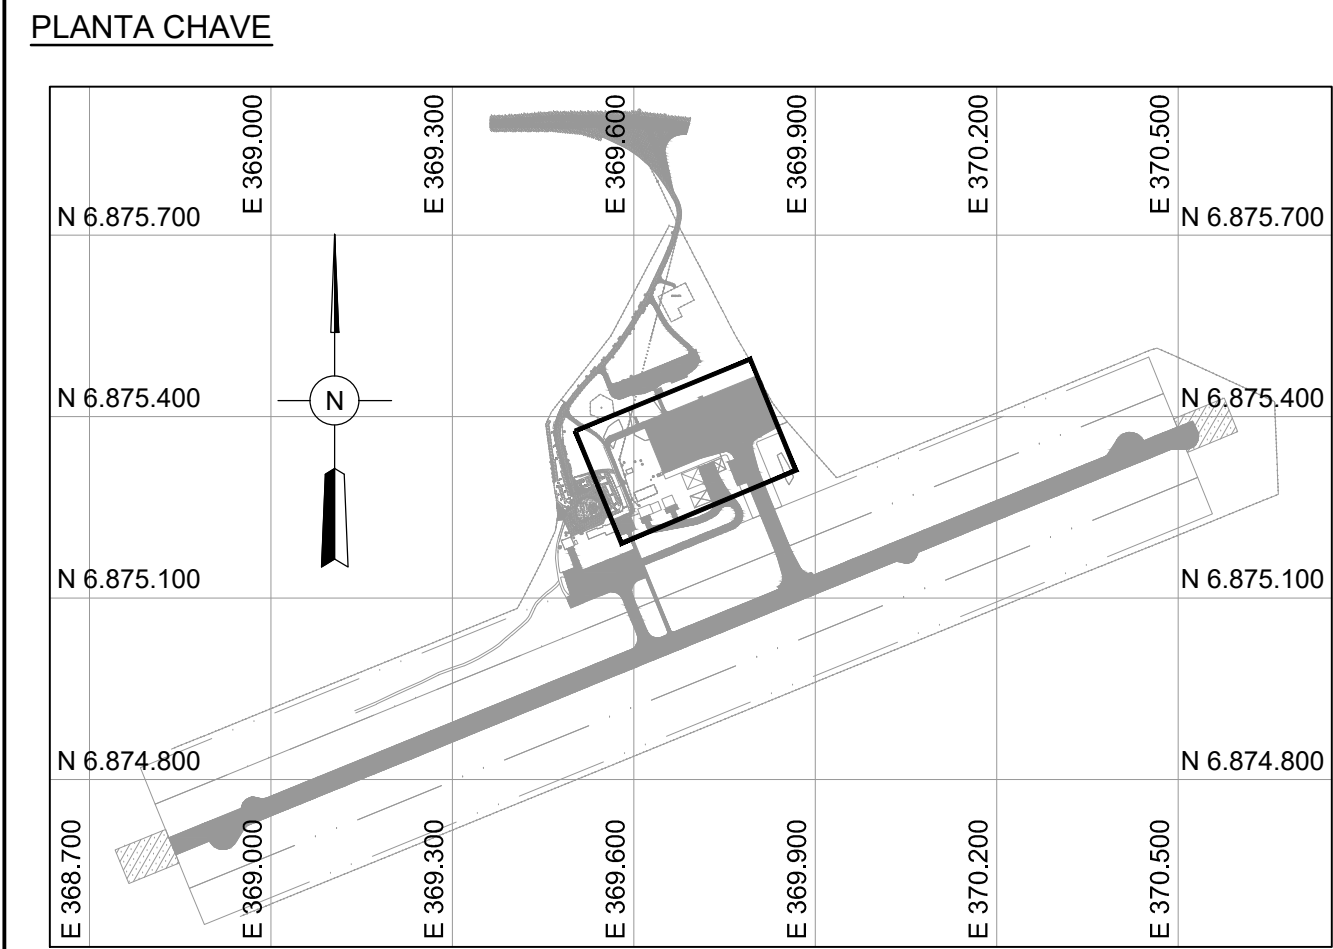 PLANTA CHAVE
E 369.000
E 369.300
E 369.600
E 369.900
E 370.200
E 370.500
N 6.875.700
N 6.875.700
N 6.875.400
N 6.875.400
N
N 6.875.100
N 6.875.100
N 6.874.800
N 6.874.800
E 368.700
E 369.000
E 369.300
E 369.600
E 369.900
E 370.200
E 370.500